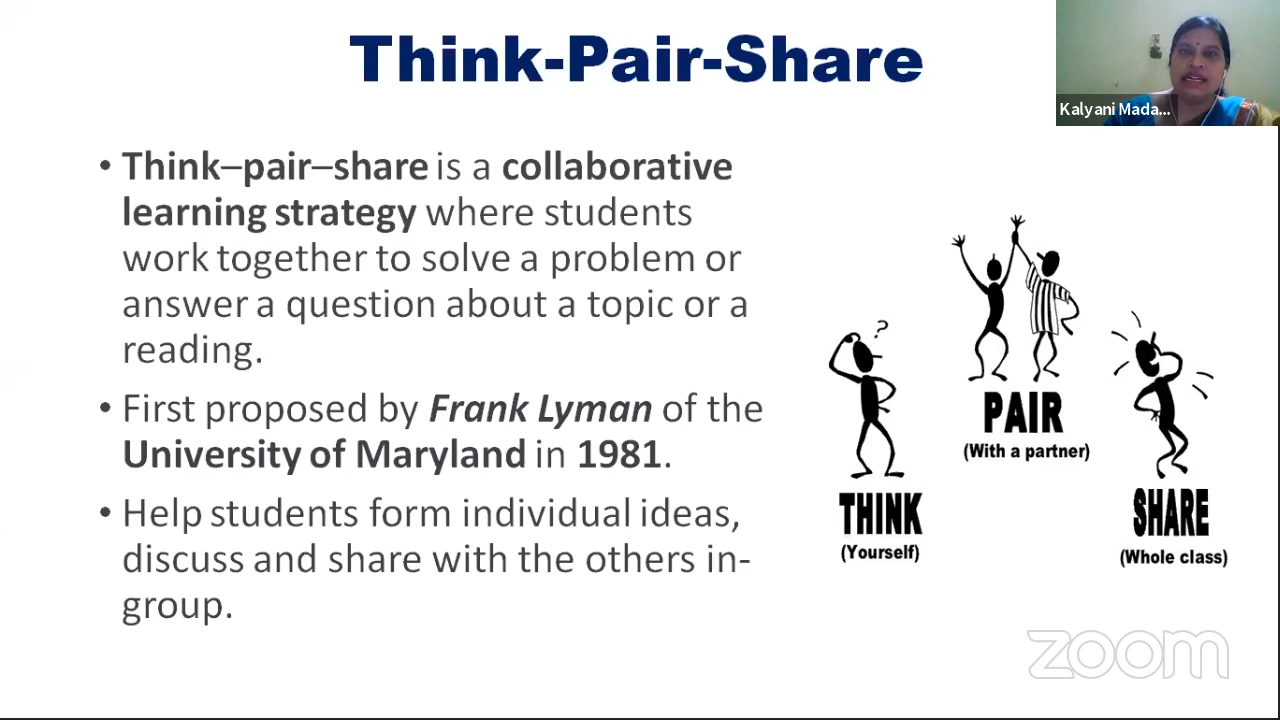 Think-Pair-Share
Kalyani Mada...
• Think–pair–share is a collaborative
learning strategy where students
work together to solve a problem or
answer a question about a topic or a
reading.
• First proposed by Frank Lyman of the
University of Maryland in 1981.
• Help students form individual ideas,
discuss and share with the others in-
group.
?
THINK
(Yourself)
PAIR
(With a partner)
SHARE
(Whole class)
zoom